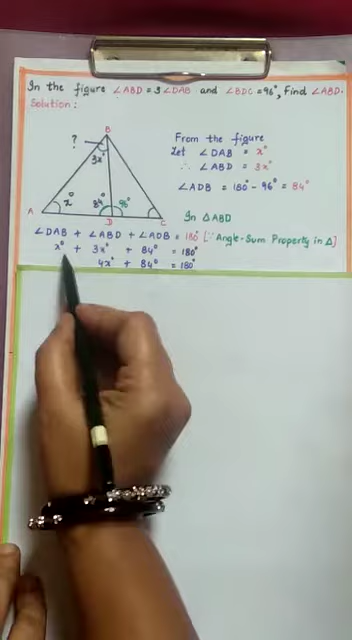 In the figure ∠ABD = 3∠DAB and ∠BDC = 96°, Find ∠ABD.
Solution:
B
?
3x°
x°
84°
96°
A
D
C
From the figure
Let ∠DAB = x°
∴ ∠ABD = 3x°
∠ADB = 180° - 96° = 84°
In △ABD
∠DAB + ∠ABD + ∠ADB = 180° [∵ Angle-Sum Property in △]
x° + 3x° + 84° = 180°
4x° + 84° = 180°